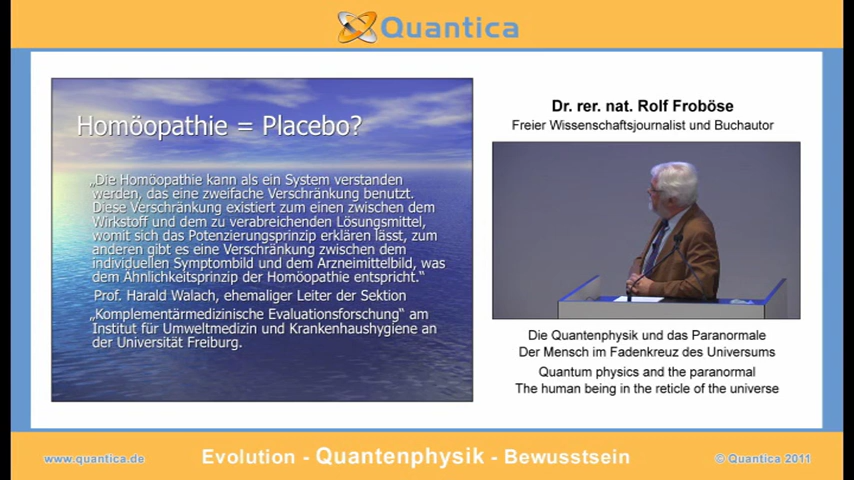 Quantica
Homöopathie = Placebo?
„Die Homöopathie kann als ein System verstanden
werden, das eine zweifache Verschränkung benutzt.
Diese Verschränkung existiert zum einen zwischen dem
Wirkstoff und dem zu verabreichenden Lösungsmittel,
womit sich das Potenzierungsprinzip erklären lässt, zum
anderen gibt es eine Verschränkung zwischen dem
individuellen Symptombild und dem Arzneimittelbild, was
dem Ähnlichkeitsprinzip der Homöopathie entspricht.“
Prof. Harald Walach, ehemaliger Leiter der Sektion
„Komplementärmedizinische Evaluationsforschung“ am
Institut für Umweltmedizin und Krankenhaushygiene an
der Universität Freiburg.
Dr. rer. nat. Rolf Froböse
Freier Wissenschaftsjournalist und Buchautor
Die Quantenphysik und das Paranormale
Der Mensch im Fadenkreuz des Universums
Quantum physics and the paranormal
The human being in the reticle of the universe
www.quantica.de
Evolution - Quantenphysik - Bewusstsein
© Quantica 2011